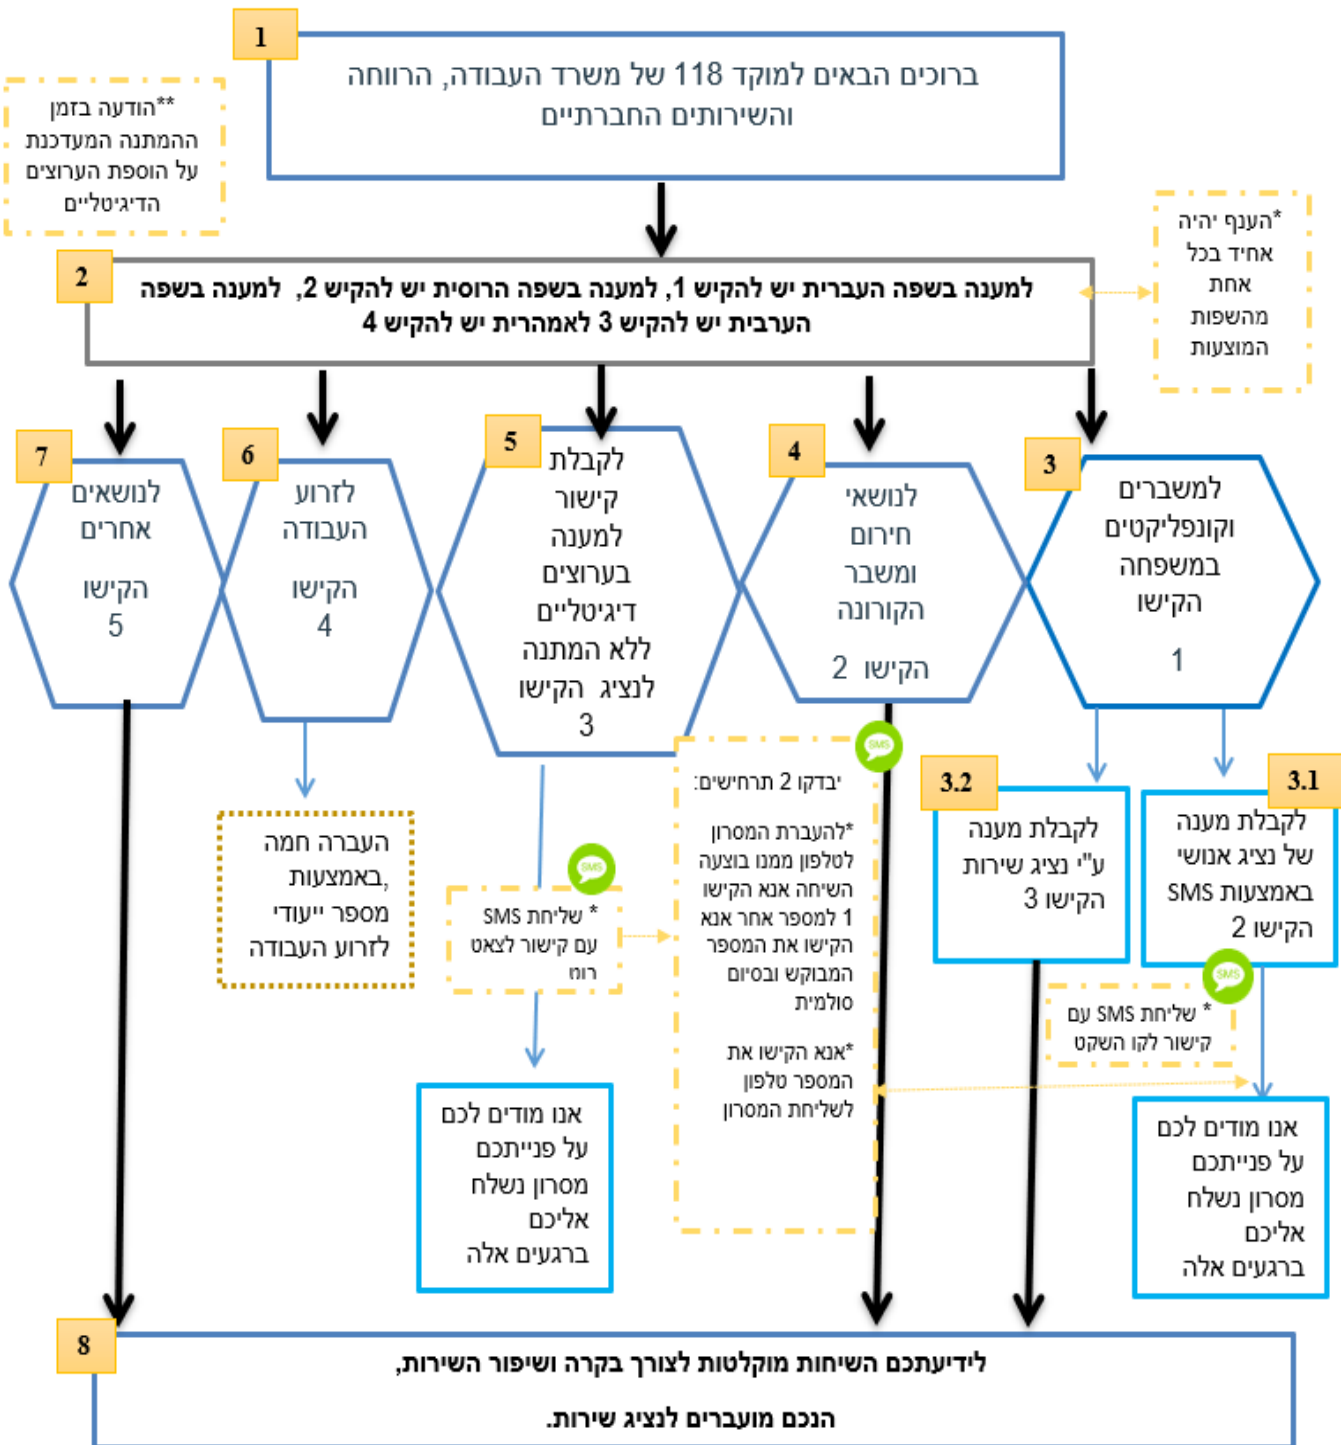 1
ברוכים הבאים למוקד 118 של משרד העבודה, הרווחה
והשירותים החברתיים
**הודעה בזמן
ההמתנה המעדכנת
על הוספת הערוצים
הדיגיטליים
*הענף יהיה
אחיד בכל
אחת
מהשפות
המוצעות
2
למענה בשפה העברית יש להקיש 1, למענה בשפה הרוסית יש להקיש 2, למענה בשפה
הערבית יש להקיש 3 לאמהרית יש להקיש 4
3
למשברים
וקונפליקטים
במשפחה
הקישו
1
4
לנושאי
חירום
ומשבר
הקורונה
הקישו 2
5
לקבלת
קישור
למענה
בערוצים
דיגיטליים
ללא המתנה
לנציג הקישו
3
6
לזרוע
העבודה
הקישו
4
7
לנושאים
אחרים
הקישו
5
3.1
לקבלת מענה
של נציג אנושי
באמצעות SMS
הקישו 2
3.2
לקבלת מענה
ע"י נציג שירות
הקישו 3
SMS
* שליחת SMS עם
קישור לקו השקט
אנו מודים לכם
על פנייתכם
מסרון נשלח
אליכם
ברגעים אלה
SMS
יבדקו 2 תרחישים:
*להעברת המסרון
לטלפון ממנו בוצעה
השיחה אנא הקישו
1 למספר אחר אנא
הקישו את המספר
המבוקש ובסיום
סולמית
*אנא הקישו את
המספר טלפון
לשליחת המסרון
SMS
* שליחת SMS
עם קישור לצאט
בוט
אנו מודים לכם
על פנייתכם
מסרון נשלח
אליכם
ברגעים אלה
העברה חמה
,באמצעות
מספר ייעודי
לזרוע העבודה
8
לידיעתכם השיחות מוקלטות לצורך בקרה ושיפור השירות,
הנכם מועברים לנציג שירות.